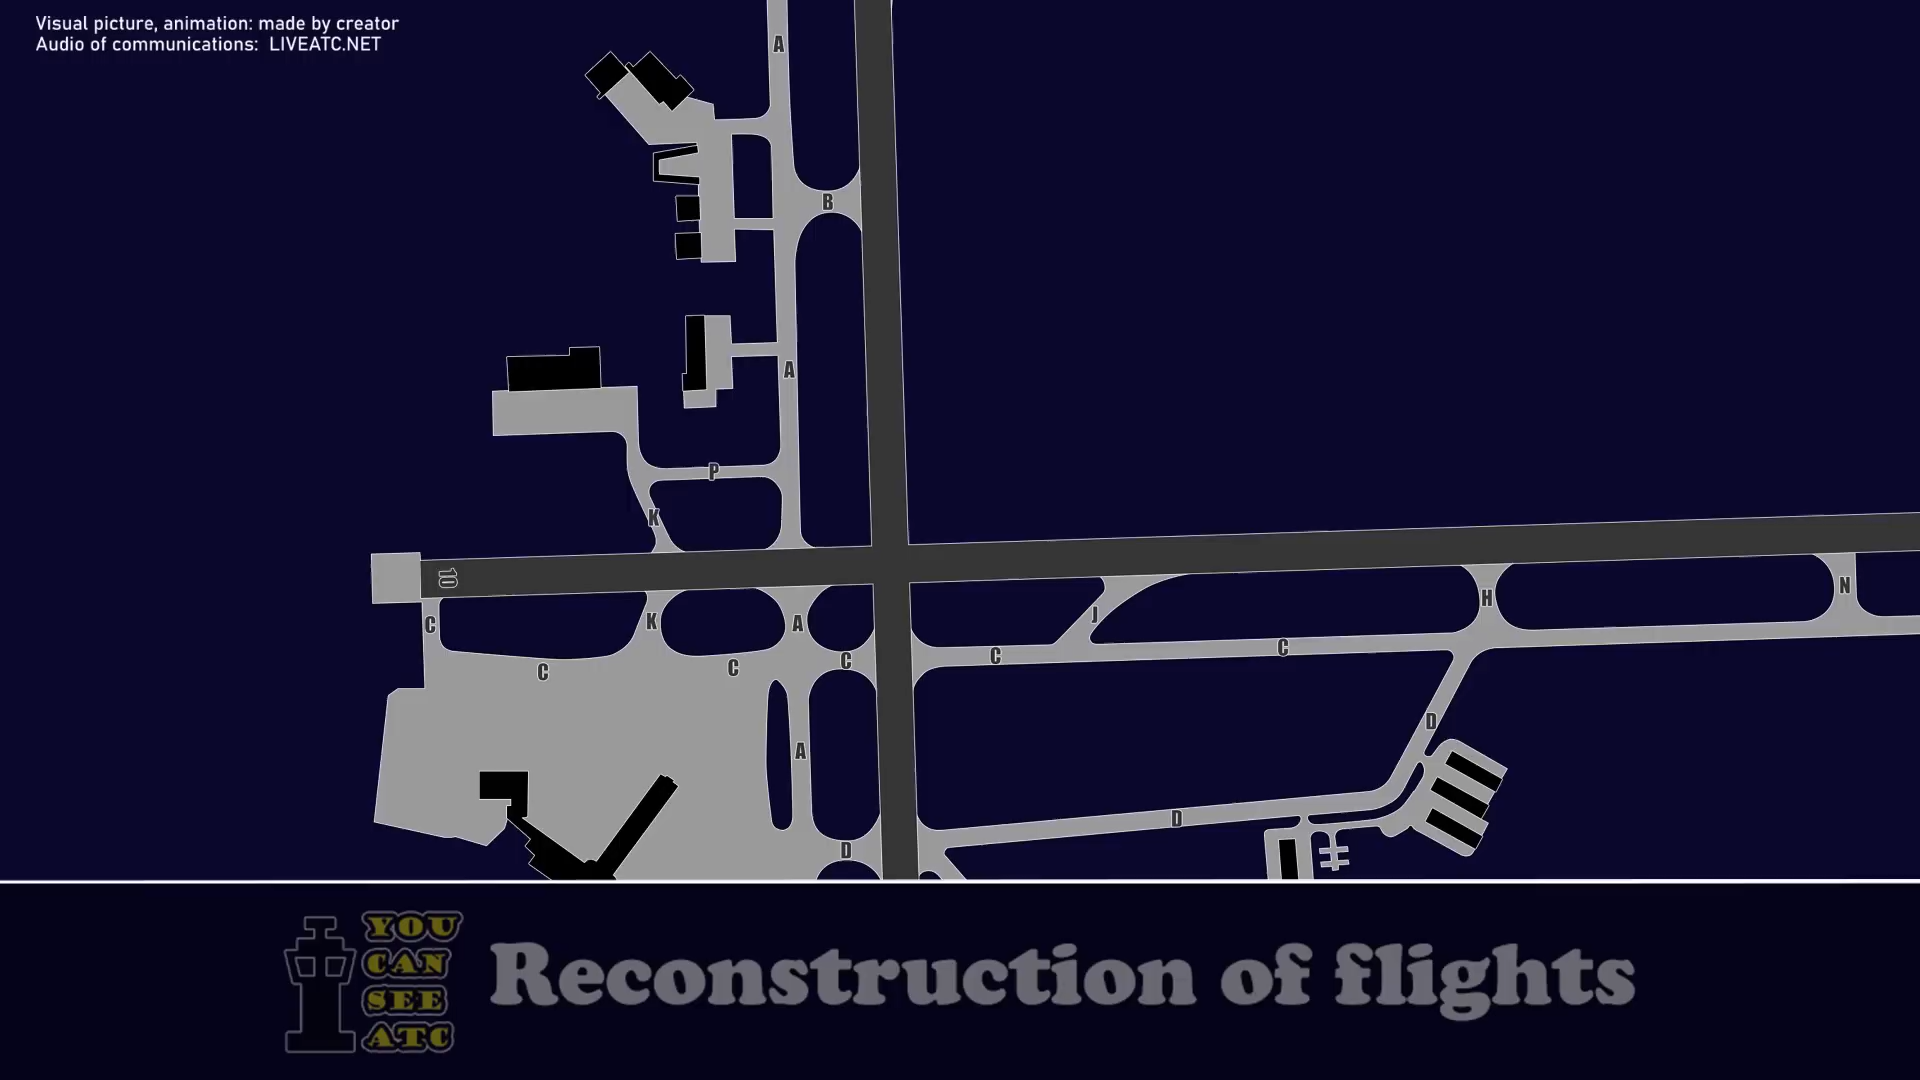 Visual picture, animation: made by creator
Audio of communications: LIVEATC.NET
A
B
A
P
K
10
C
K
A
J
H
N
C
C
C
C
C
D
A
D
D
YOU
CAN
SEE
ATC
Reconstruction of flights